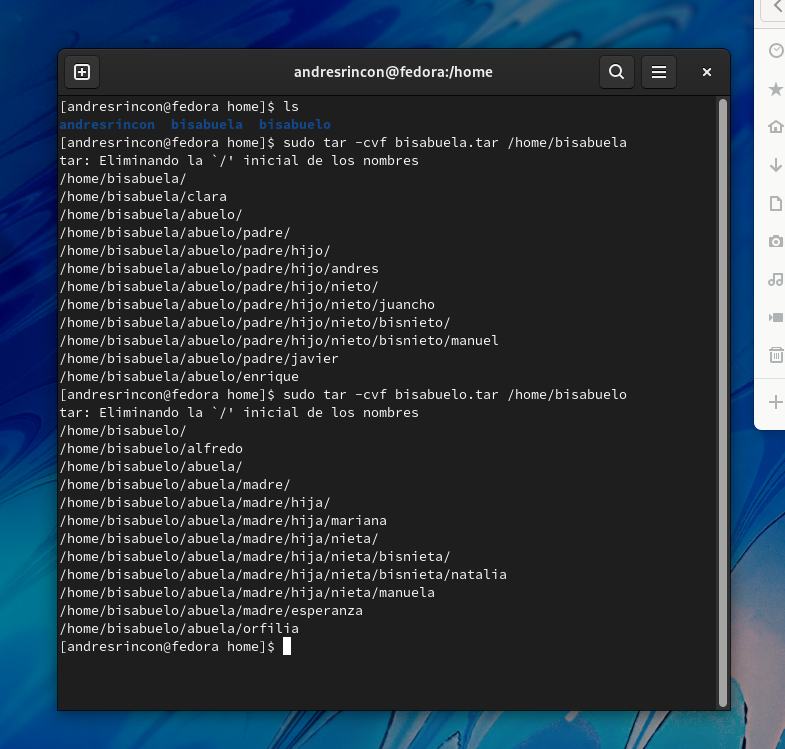 andresrincon@fedora:/home
[andresrincon@fedora home]$ ls
andresrincon  bisabuela  bisabuelo
[andresrincon@fedora home]$ sudo tar -cvf bisabuela.tar /home/bisabuela
tar: Eliminando la `/' inicial de los nombres
/home/bisabuela/
/home/bisabuela/clara
/home/bisabuela/abuelo/
/home/bisabuela/abuelo/padre/
/home/bisabuela/abuelo/padre/hijo/
/home/bisabuela/abuelo/padre/hijo/andres
/home/bisabuela/abuelo/padre/hijo/nieto/
/home/bisabuela/abuelo/padre/hijo/nieto/juancho
/home/bisabuela/abuelo/padre/hijo/nieto/bisnieto/
/home/bisabuela/abuelo/padre/hijo/nieto/bisnieto/manuel
/home/bisabuela/abuelo/padre/javier
/home/bisabuela/abuelo/enrique
[andresrincon@fedora home]$ sudo tar -cvf bisabuelo.tar /home/bisabuelo
tar: Eliminando la `/' inicial de los nombres
/home/bisabuelo/
/home/bisabuelo/alfredo
/home/bisabuelo/abuela/
/home/bisabuelo/abuela/madre/
/home/bisabuelo/abuela/madre/hija/
/home/bisabuelo/abuela/madre/hija/mariana
/home/bisabuelo/abuela/madre/hija/nieta/
/home/bisabuelo/abuela/madre/hija/nieta/bisnieta/
/home/bisabuelo/abuela/madre/hija/nieta/bisnieta/natalia
/home/bisabuelo/abuela/madre/hija/nieta/manuela
/home/bisabuelo/abuela/madre/esperanza
/home/bisabuelo/abuela/orfilia
[andresrincon@fedora home]$